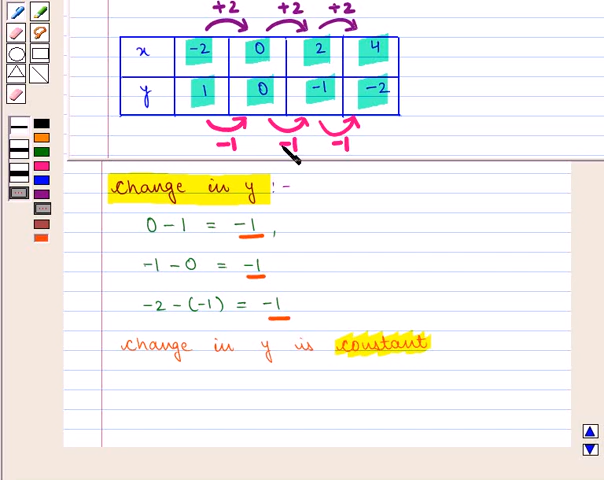 +2 +2 +2
x -2 0 2 4
y 1 0 -1 -2
-1 -1 -1
change in y :-
0 - 1 = -1,
-1 - 0 = -1
-2 - (-1) = -1
change in y is constant